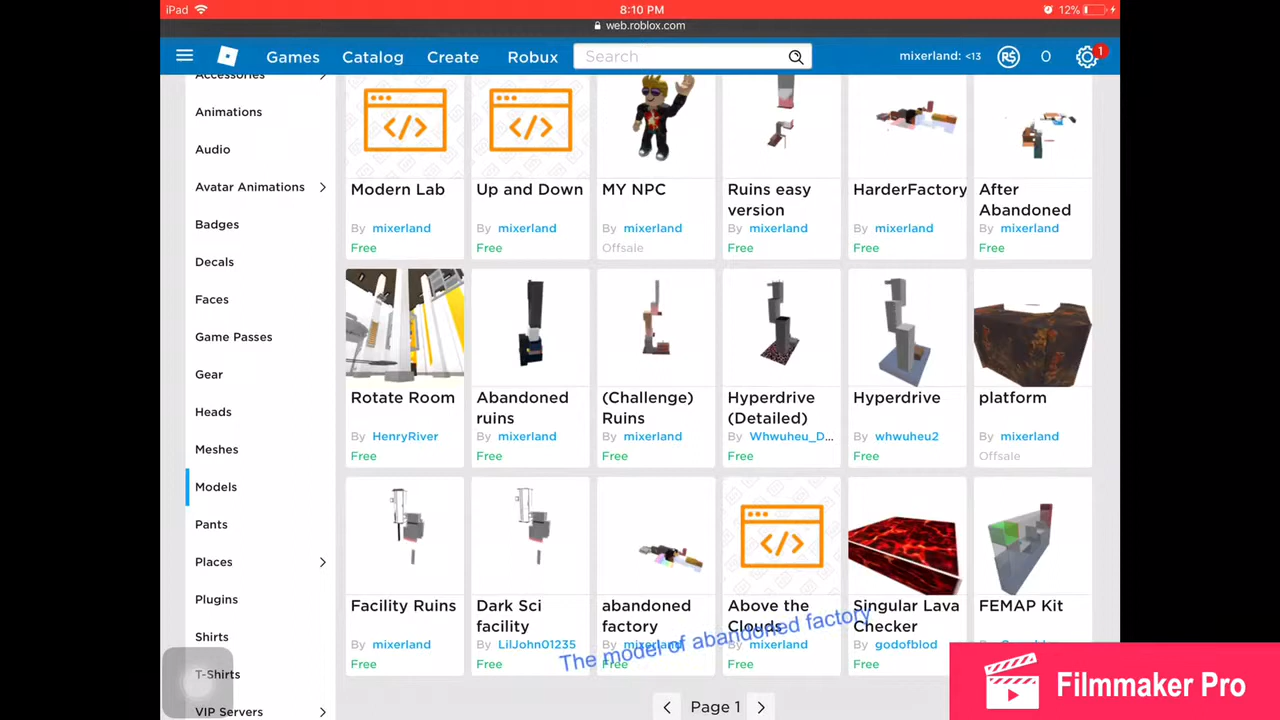 iPad 8:10 PM 12%
web.roblox.com
Games Catalog Create Robux Search mixerland: <13 R$ 0 1
Accessories
Animations
Audio
Avatar Animations
Badges
Decals
Faces
Game Passes
Gear
Heads
Meshes
Models
Pants
Places
Plugins
Shirts
T-Shirts
VIP Servers
Modern Lab
By mixerland
Free
Up and Down
By mixerland
Free
MY NPC
By mixerland
Offsale
Ruins easy
version
By mixerland
Free
HarderFactory
By mixerland
Free
After
Abandoned
By mixerland
Free
Rotate Room
By HenryRiver
Free
Abandoned
ruins
By mixerland
Free
(Challenge)
Ruins
By mixerland
Free
Hyperdrive
(Detailed)
By Whwuheu_D...
Free
Hyperdrive
By whwuheu2
Free
platform
By mixerland
Offsale
Facility Ruins
By mixerland
Free
Dark Sci
facility
By LilJohn01235
Free
abandoned
factory
By mixerland
Free
Above the
Clouds
By mixerland
Free
Singular Lava
Checker
By godofblod
Free
FEMAP Kit
The model of abandoned factory
Page 1
Filmmaker Pro